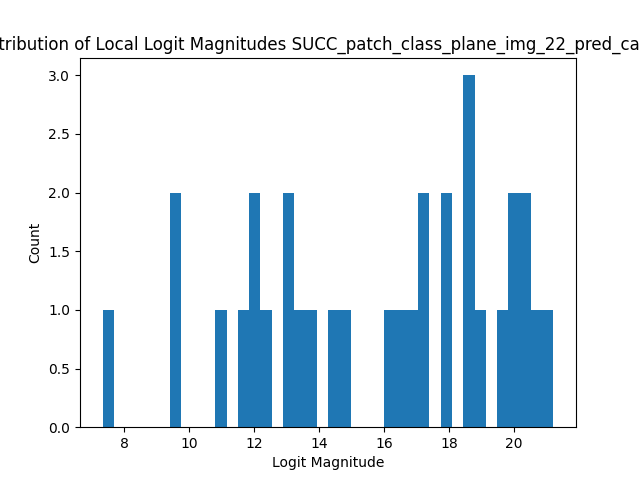 tribution of Local Logit Magnitudes SUCC_patch_class_plane_img_22_pred_ca
3.0
2.5
2.0
1.5
1.0
0.5
0.0
Count
8 10 12 14 16 18 20
Logit Magnitude